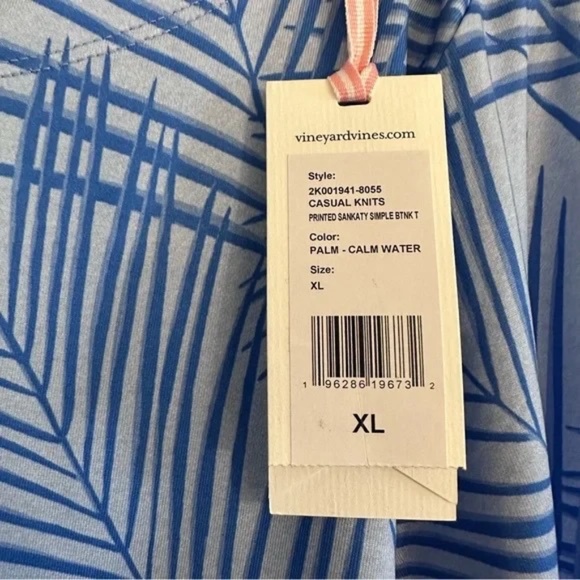 vineyardvines.com
Style:
2K001941-8055
CASUAL KNITS
PRINTED SANKATY SIMPLE BTNK T
Color:
PALM - CALM WATER
Size:
XL
1 96286 19673 2
XL